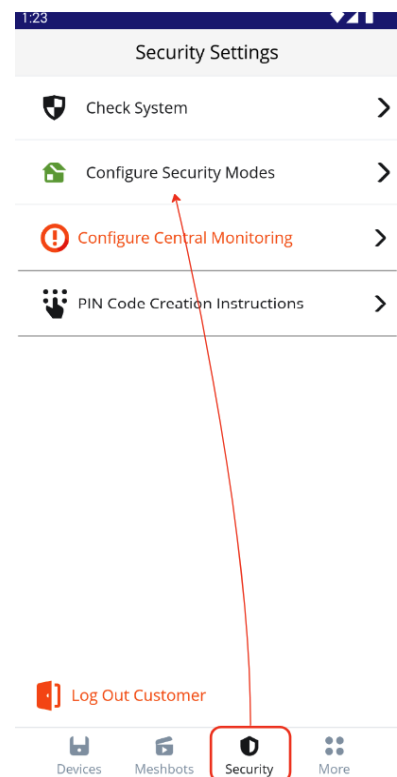 1:23
Security Settings
Check System
Configure Security Modes
Configure Central Monitoring
PIN Code Creation Instructions
Log Out Customer
Devices Meshbots Security More